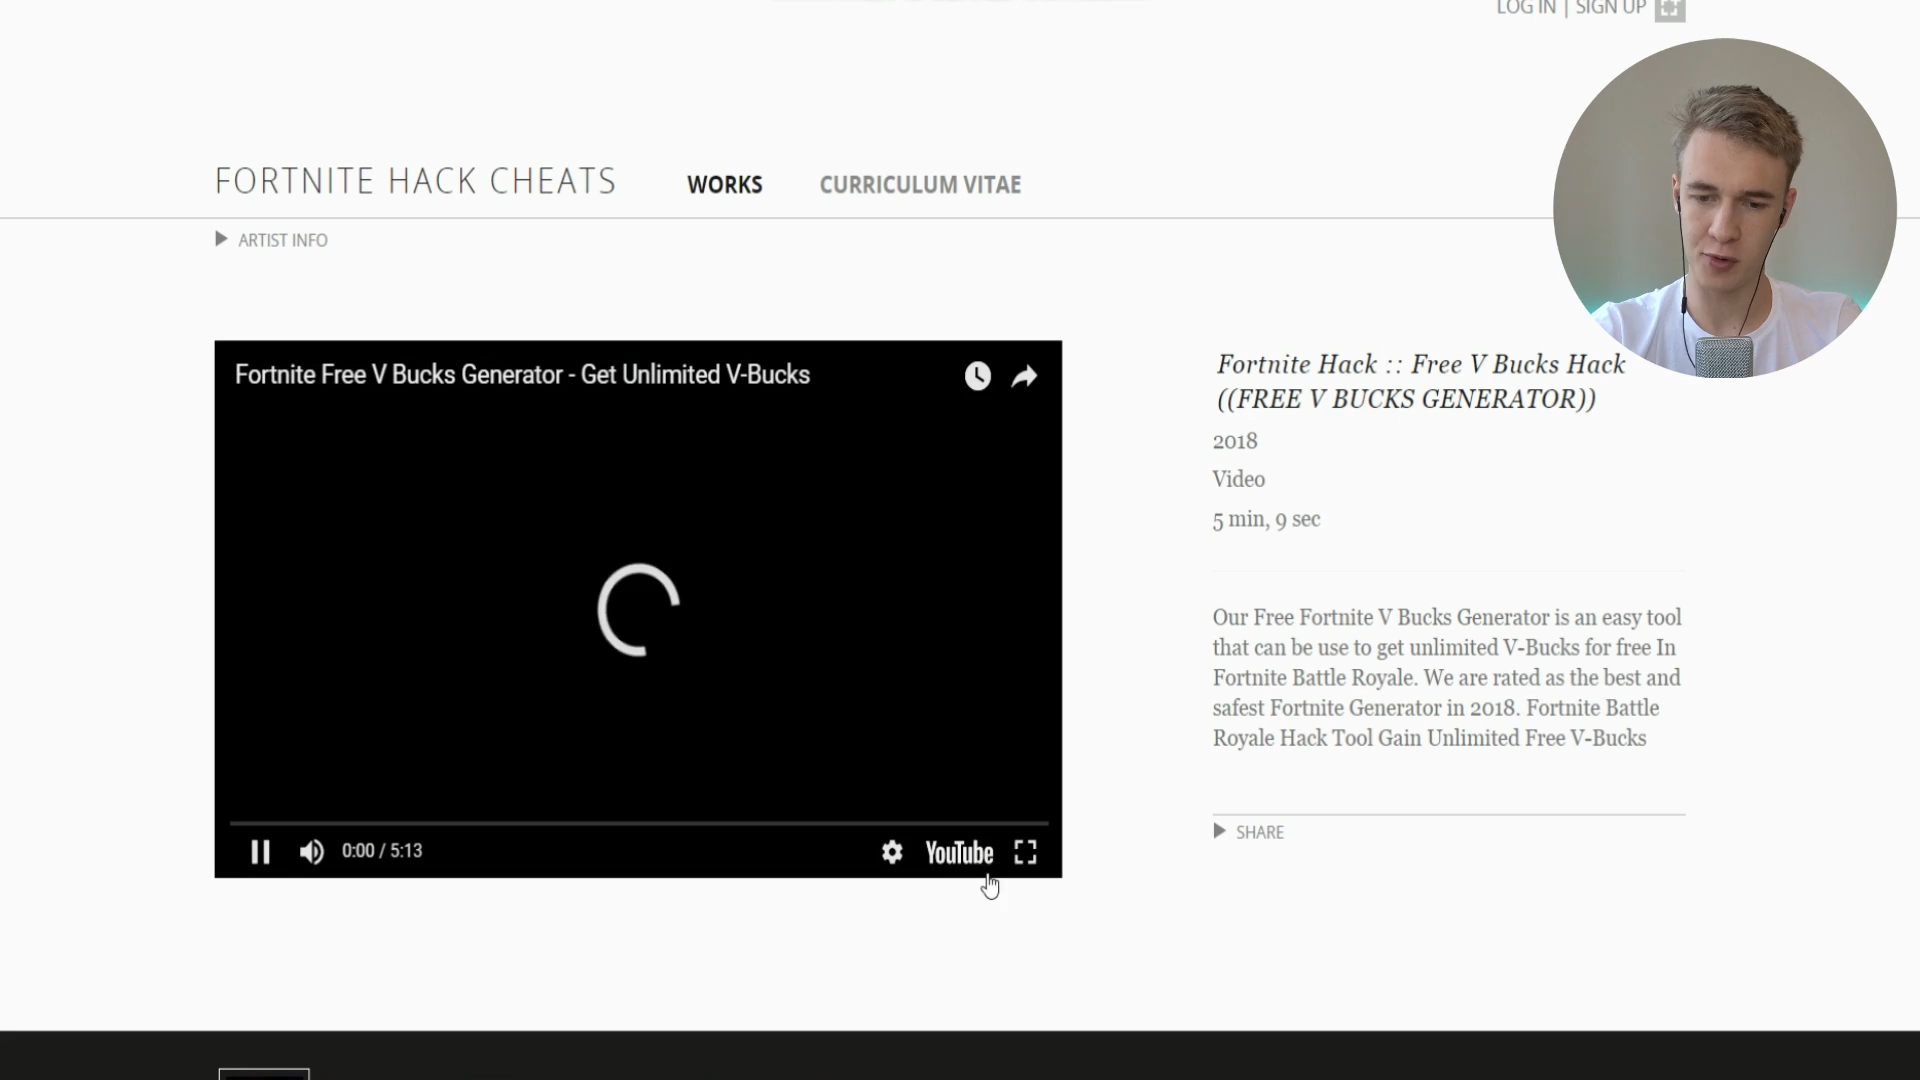 LOG IN | SIGN UP
FORTNITE HACK CHEATS WORKS CURRICULUM VITAE
ARTIST INFO
Fortnite Free V Bucks Generator - Get Unlimited V-Bucks
0:00 / 5:13
YouTube
Fortnite Hack :: Free V Bucks Hack
((FREE V BUCKS GENERATOR))
2018
Video
5 min, 9 sec
Our Free Fortnite V Bucks Generator is an easy tool
that can be use to get unlimited V-Bucks for free In
Fortnite Battle Royale. We are rated as the best and
safest Fortnite Generator in 2018. Fortnite Battle
Royale Hack Tool Gain Unlimited Free V-Bucks
SHARE